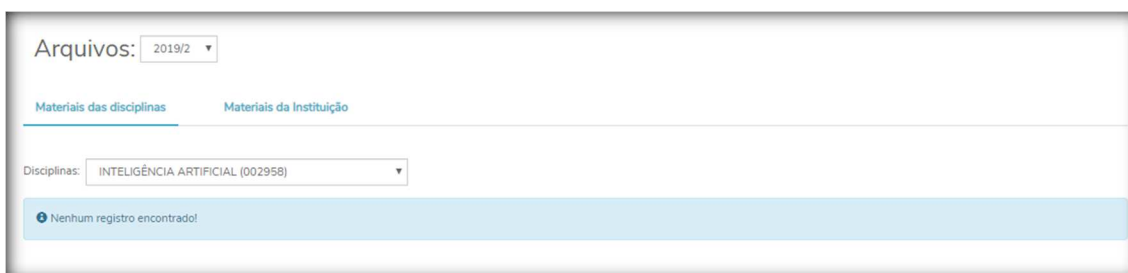 Arquivos: 2019/2
Materiais das disciplinas Materiais da Instituição
Disciplinas: INTELIGÊNCIA ARTIFICIAL (002958)
Nenhum registro encontrado!